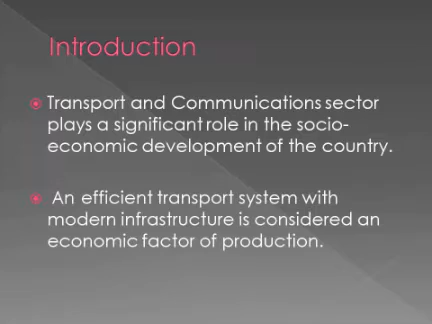 Introduction
Transport and Communications sector
plays a significant role in the socio-
economic development of the country.
An efficient transport system with
modern infrastructure is considered an
economic factor of production.